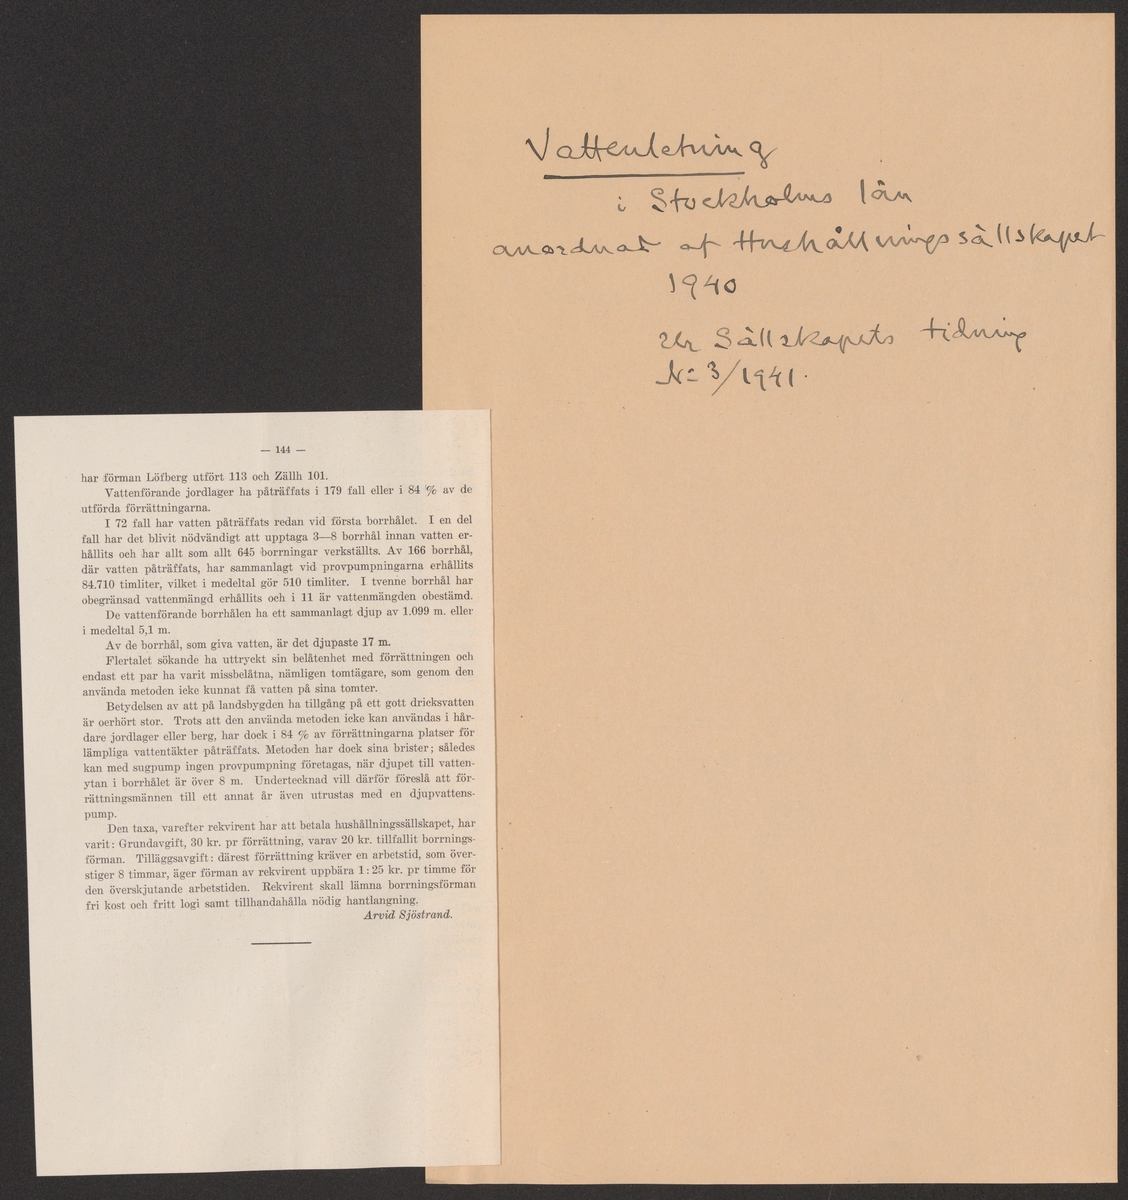 Vattenletning
i Stockholms län
anordnat af Hushållningssällskapet
1940
Ur Sällskapets tidning
No 3/1941.
— 144 —
har förman Löfberg utfört 113 och Zällh 101.
Vattenförande jordlager ha påträffats i 179 fall eller i 84 % av de
utförda förrättningarna.
I 72 fall har vatten påträffats redan vid första borrhålet. I en del
fall har det blivit nödvändigt att upptaga 3—8 borrhål innan vatten er-
hållits och har allt som allt 645 borrningar verkställts. Av 166 borrhål,
där vatten påträffats, har sammanlagt vid provpumpningarna erhållits
84.710 timliter, vilket i medeltal gör 510 timliter. I tvenne borrhål har
obegränsad vattenmängd erhållits och i 11 är vattenmängden obestämd.
De vattenförande borrhålen ha ett sammanlagt djup av 1.099 m. eller
i medeltal 5,1 m.
Av de borrhål, som giva vatten, är det djupaste 17 m.
Flertalet sökande ha uttryckt sin belåtenhet med förrättningen och
endast ett par ha varit missbelåtna, nämligen tomtägare, som genom den
använda metoden icke kunnat få vatten på sina tomter.
Betydelsen av att på landsbygden ha tillgång på ett gott dricksvatten
är oerhört stor. Trots att den använda metoden icke kan användas i hår-
dare jordlager eller berg, har dock i 84 % av förrättningarna platser för
lämpliga vattentäkter påträffats. Metoden har dock sina brister; således
kan med sugpump ingen provpumpning företagas, när djupet till vatten-
ytan i borrhålet är över 8 m. Undertecknad vill därför föreslå att för-
rättningsmännen till ett annat år även utrustas med en djupvattens-
pump.
Den taxa, varefter rekvirent har att betala hushållningssällskapet, har
varit: Grundavgift, 30 kr. pr förrättning, varav 20 kr. tillfallit borrnings-
förman. Tilläggsavgift: därest förrättning kräver en arbetstid, som över-
stiger 8 timmar, äger förman av rekvirent uppbära 1:25 kr. pr timme för
den överskjutande arbetstiden. Rekvirent skall lämna borrningsförman
fri kost och fritt logi samt tillhandahålla nödig hantlangning.
Arvid Sjöstrand.